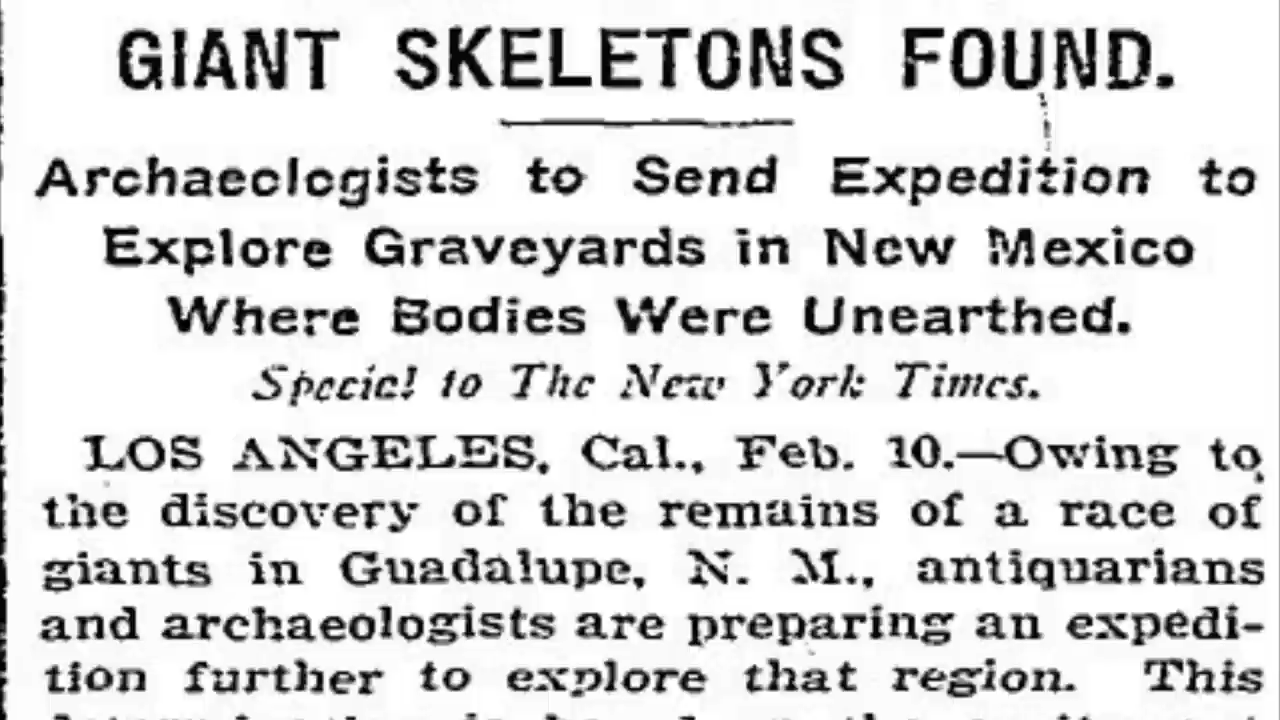 GIANT SKELETONS FOUND.
Archaeologists to Send Expedition to
Explore Graveyards in New Mexico
Where Bodies Were Unearthed.
Special to The New York Times.
LOS ANGELES, Cal., Feb. 10.—Owing to
the discovery of the remains of a race of
giants in Guadalupe, N. M., antiquarians
and archaeologists are preparing an expedi-
tion further to explore that region. This